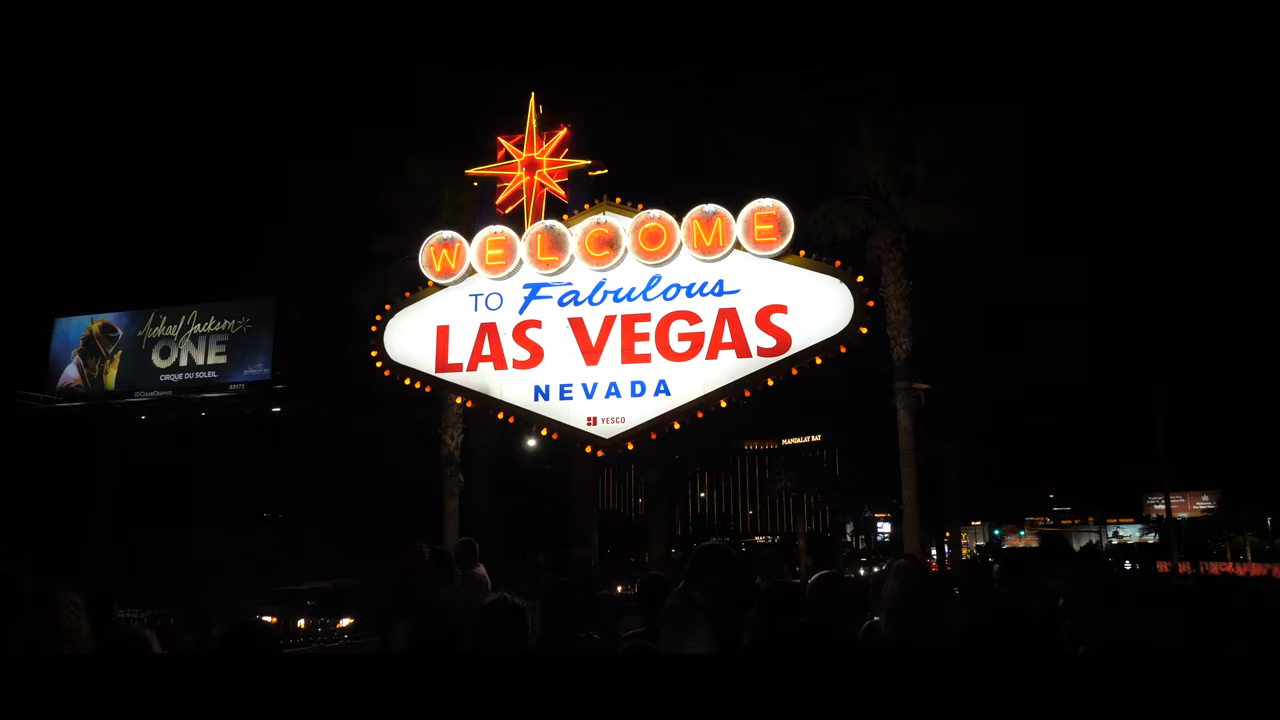 WELCOME
TO Fabulous
LAS VEGAS
NEVADA
YESCO
Michael Jackson
ONE
CIRQUE DU SOLEIL
MANDALAY BAY